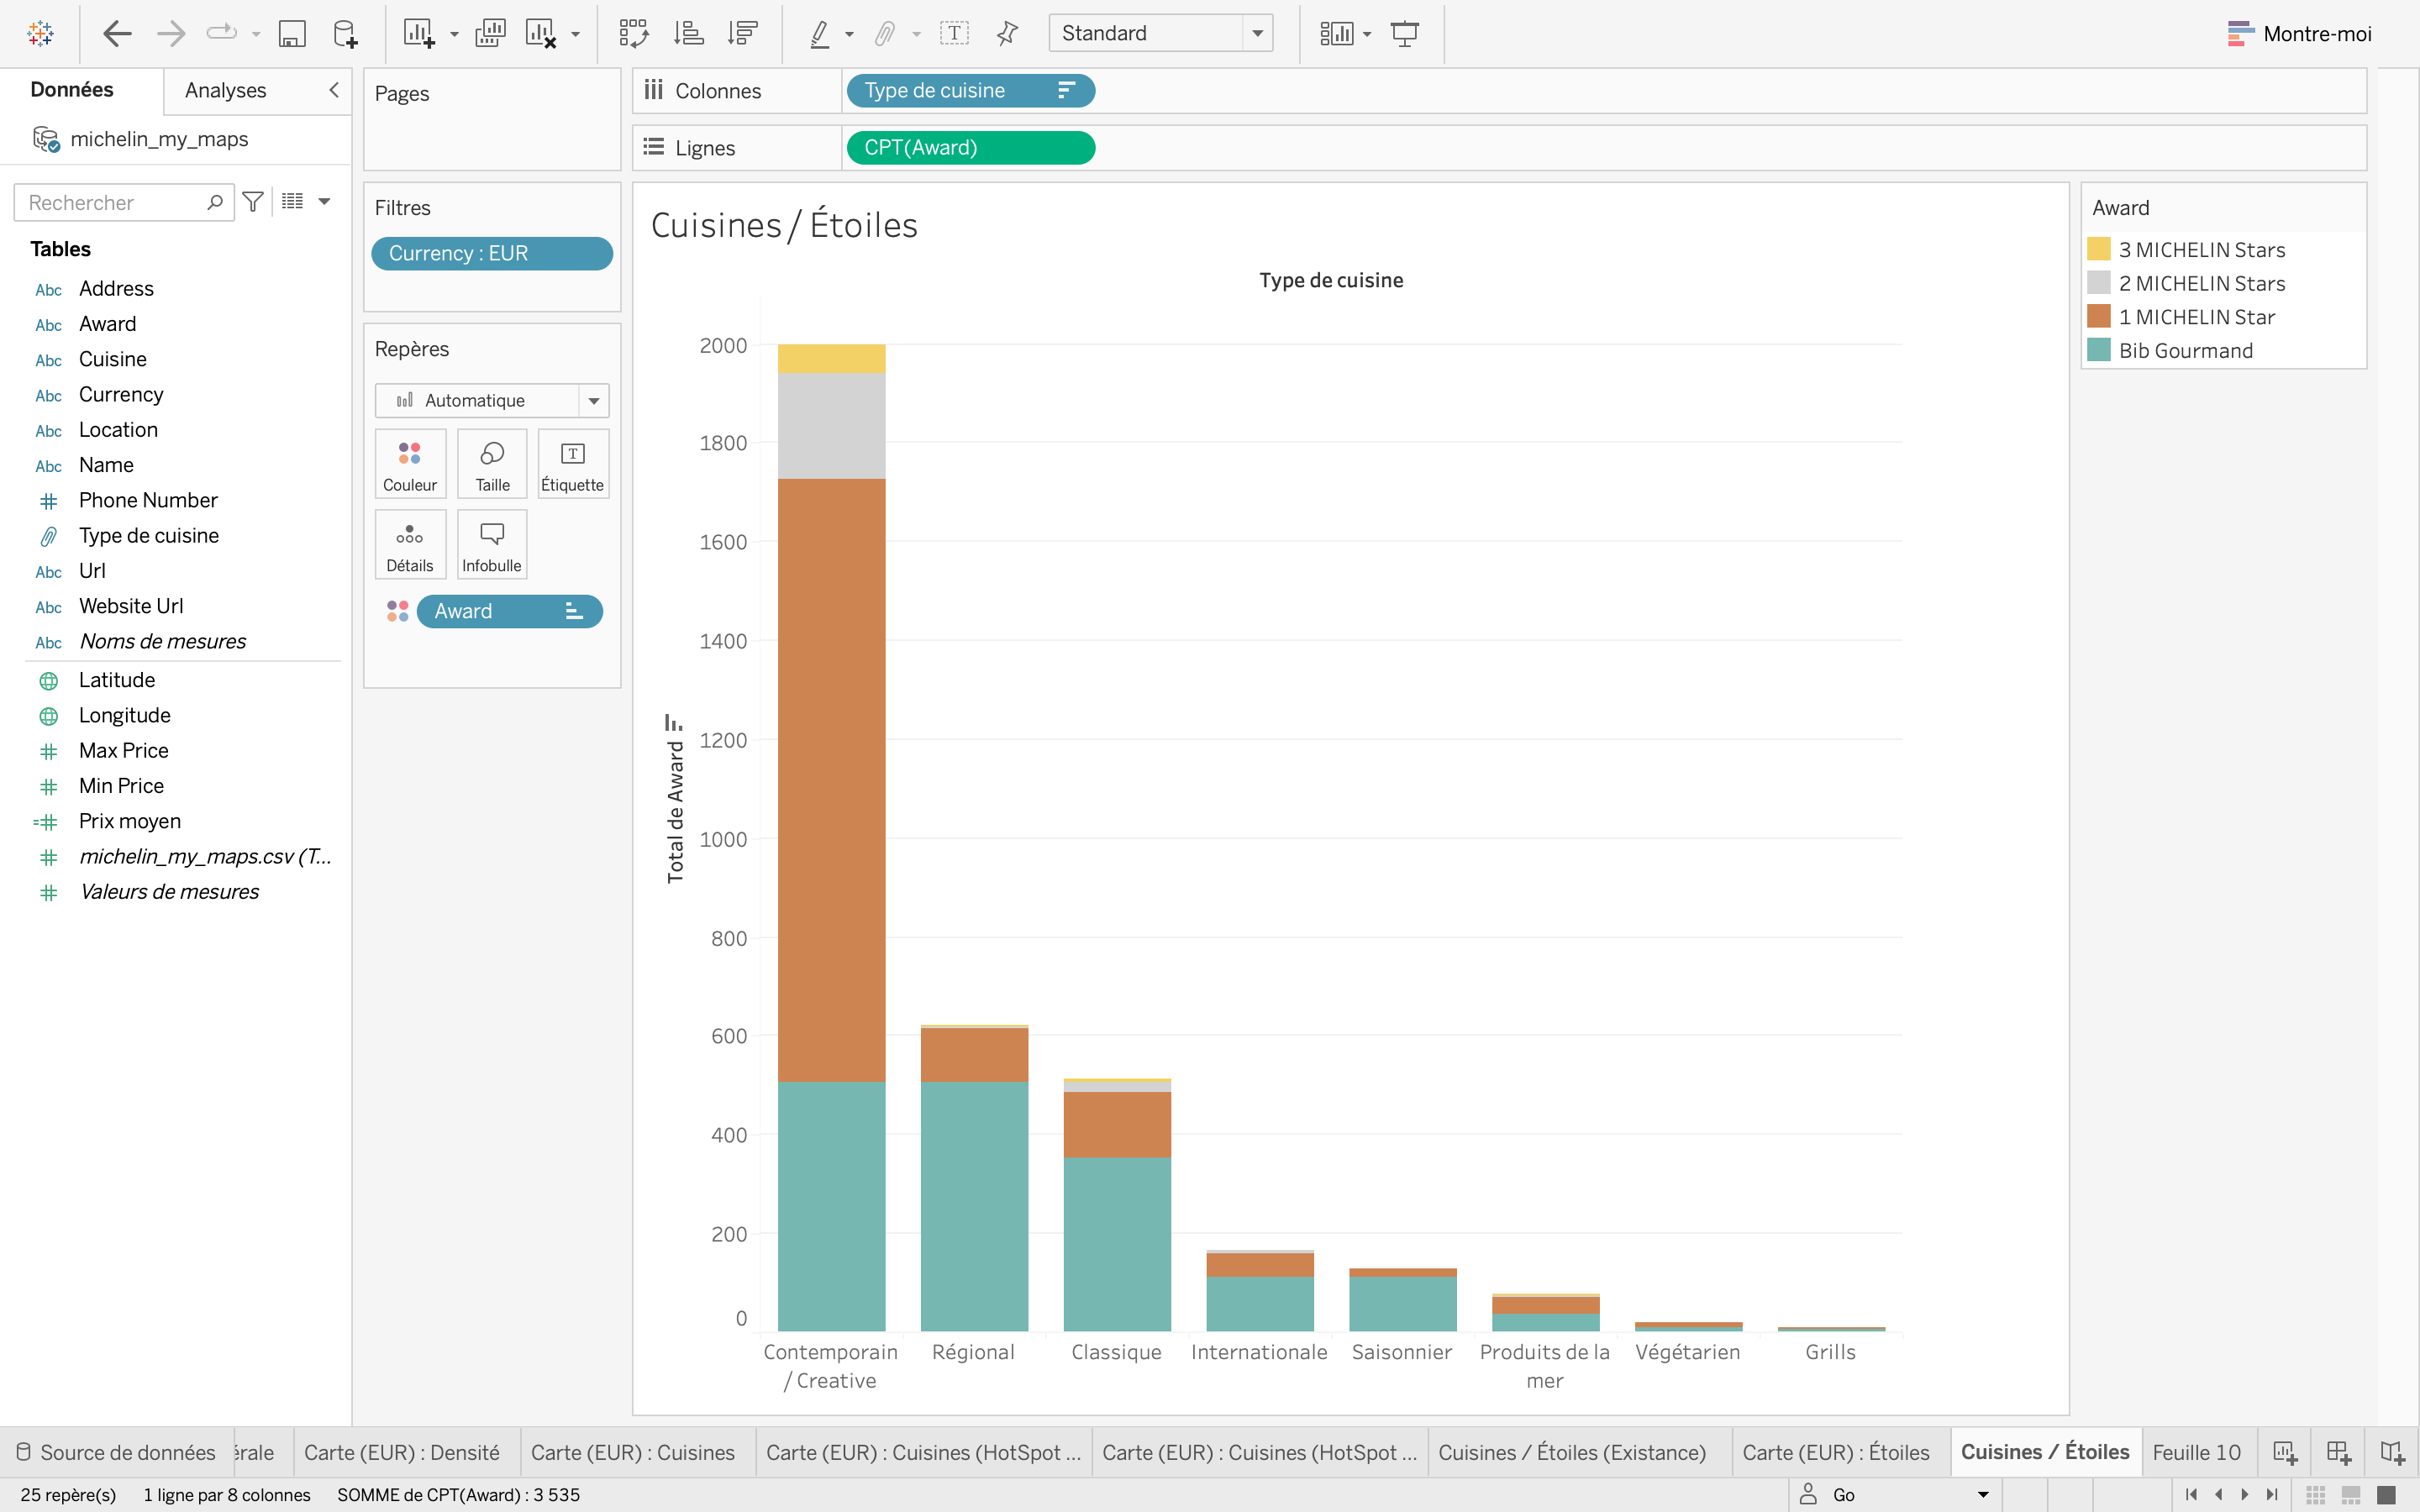 Standard
Montre-moi
Données
Analyses
michelin_my_maps
Rechercher
Tables
Abc Address
Abc Award
Abc Cuisine
Abc Currency
Abc Location
Abc Name
Phone Number
Type de cuisine
Abc Url
Abc Website Url
Abc Noms de mesures
Latitude
Longitude
Max Price
Min Price
Prix moyen
michelin_my_maps.csv (T...
Valeurs de mesures
Pages
Filtres
Currency : EUR
Repères
Automatique
Couleur
Taille
Étiquette
Détails
Infobulle
Award
Colonnes
Type de cuisine
Lignes
CPT(Award)
Cuisines / Étoiles
Type de cuisine
Total de Award
2000
1800
1600
1400
1200
1000
800
600
400
200
0
Contemporain / Creative
Régional
Classique
Internationale
Saisonnier
Produits de la mer
Végétarien
Grills
Award
3 MICHELIN Stars
2 MICHELIN Stars
1 MICHELIN Star
Bib Gourmand
Source de données
érale
Carte (EUR) : Densité
Carte (EUR) : Cuisines
Carte (EUR) : Cuisines (HotSpot ...
Carte (EUR) : Cuisines (HotSpot ...
Cuisines / Étoiles (Existance)
Carte (EUR) : Étoiles
Cuisines / Étoiles
Feuille 10
25 repère(s)
1 ligne par 8 colonnes
SOMME de CPT(Award) : 3 535
Go